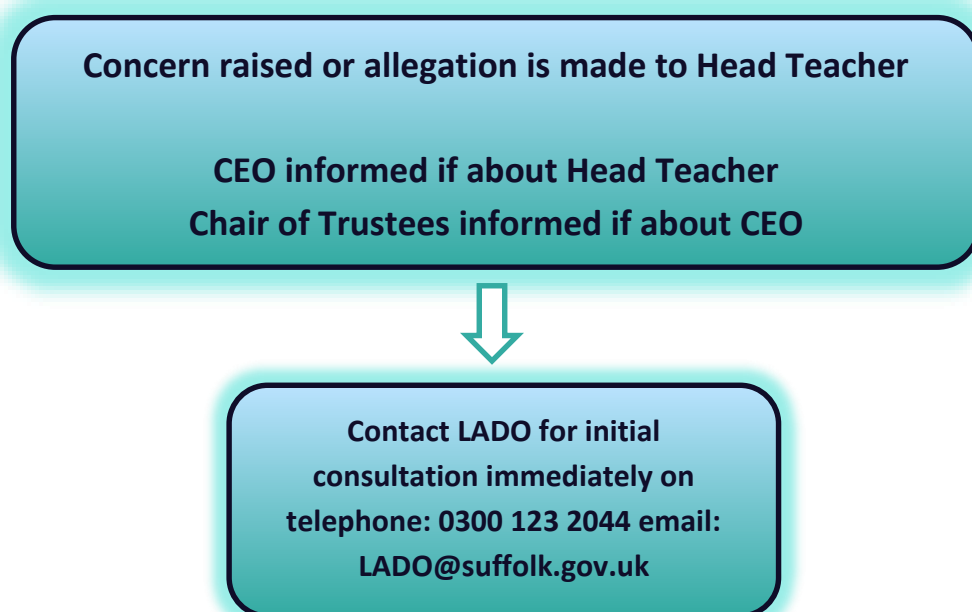 Concern raised or allegation is made to Head Teacher
CEO informed if about Head Teacher
Chair of Trustees informed if about CEO
Contact LADO for initial
consultation immediately on
telephone: 0300 123 2044 email:
LADO@suffolk.gov.uk